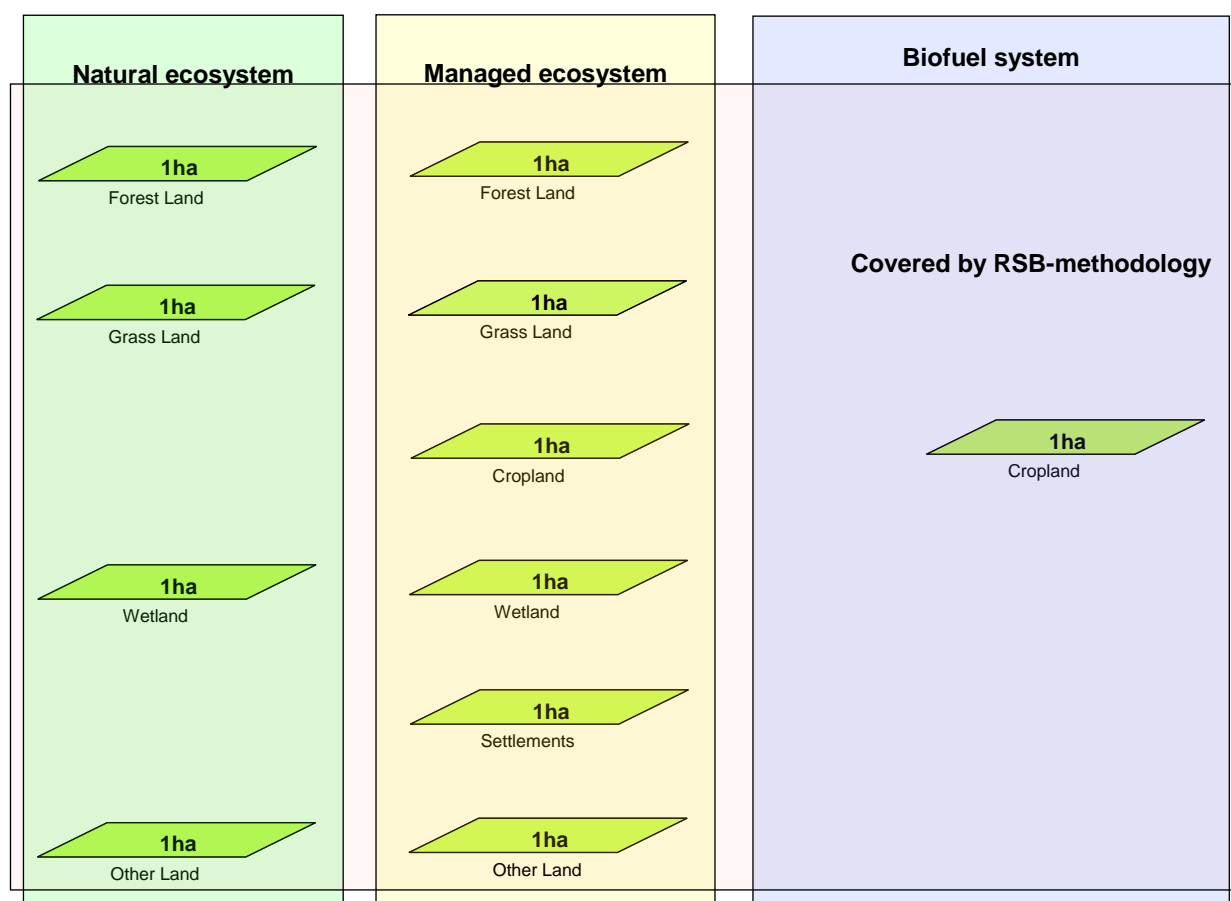 Natural ecosystem
Managed ecosystem
Biofuel system
1ha
Forest Land
1ha
Forest Land
Covered by RSB-methodology
1ha
Grass Land
1ha
Grass Land
1ha
Cropland
1ha
Cropland
1ha
Wetland
1ha
Wetland
1ha
Settlements
1ha
Other Land
1ha
Other Land